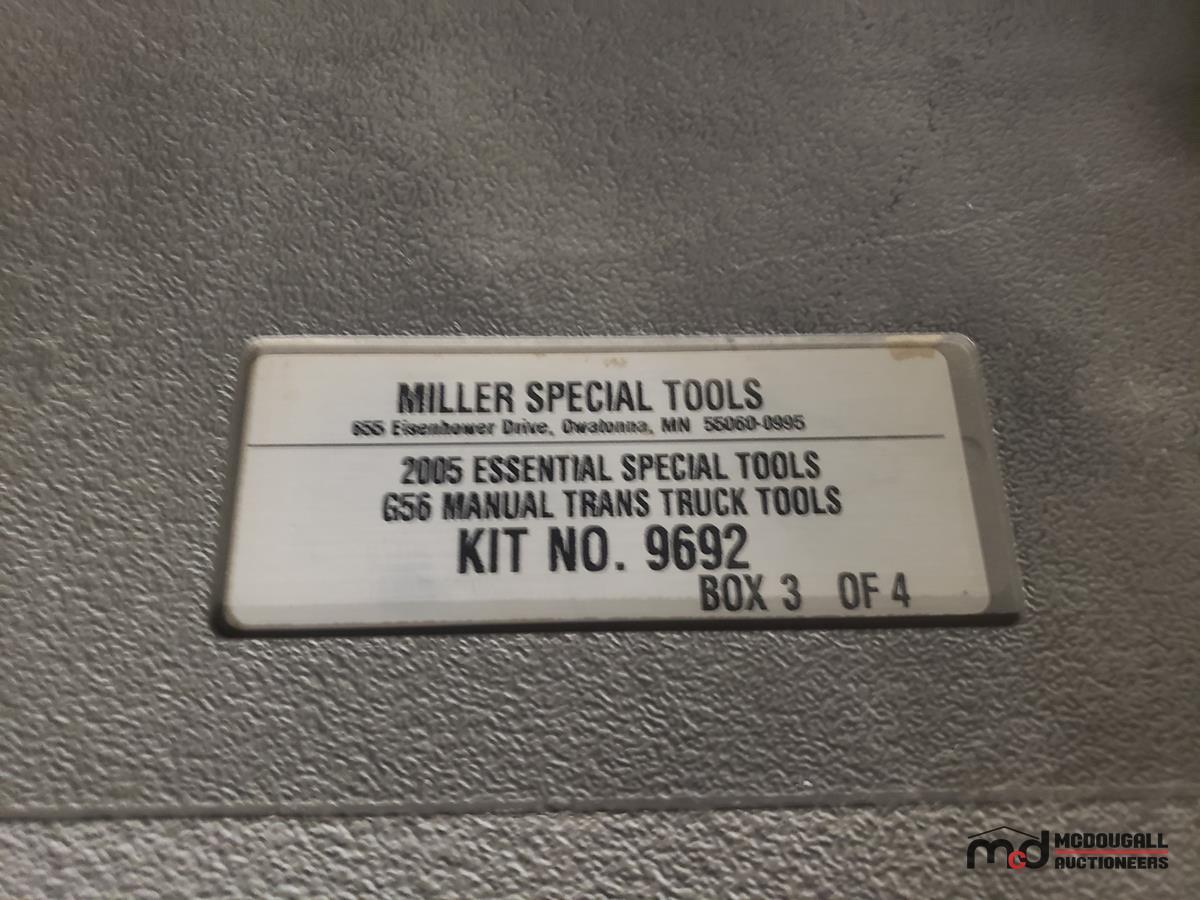 MILLER SPECIAL TOOLS
655 Eisenhower Drive, Owatonna, MN 55060-0995
2005 ESSENTIAL SPECIAL TOOLS
G56 MANUAL TRANS TRUCK TOOLS
KIT NO. 9692
BOX 3 OF 4
mcd MCDOUGALL
AUCTIONEERS